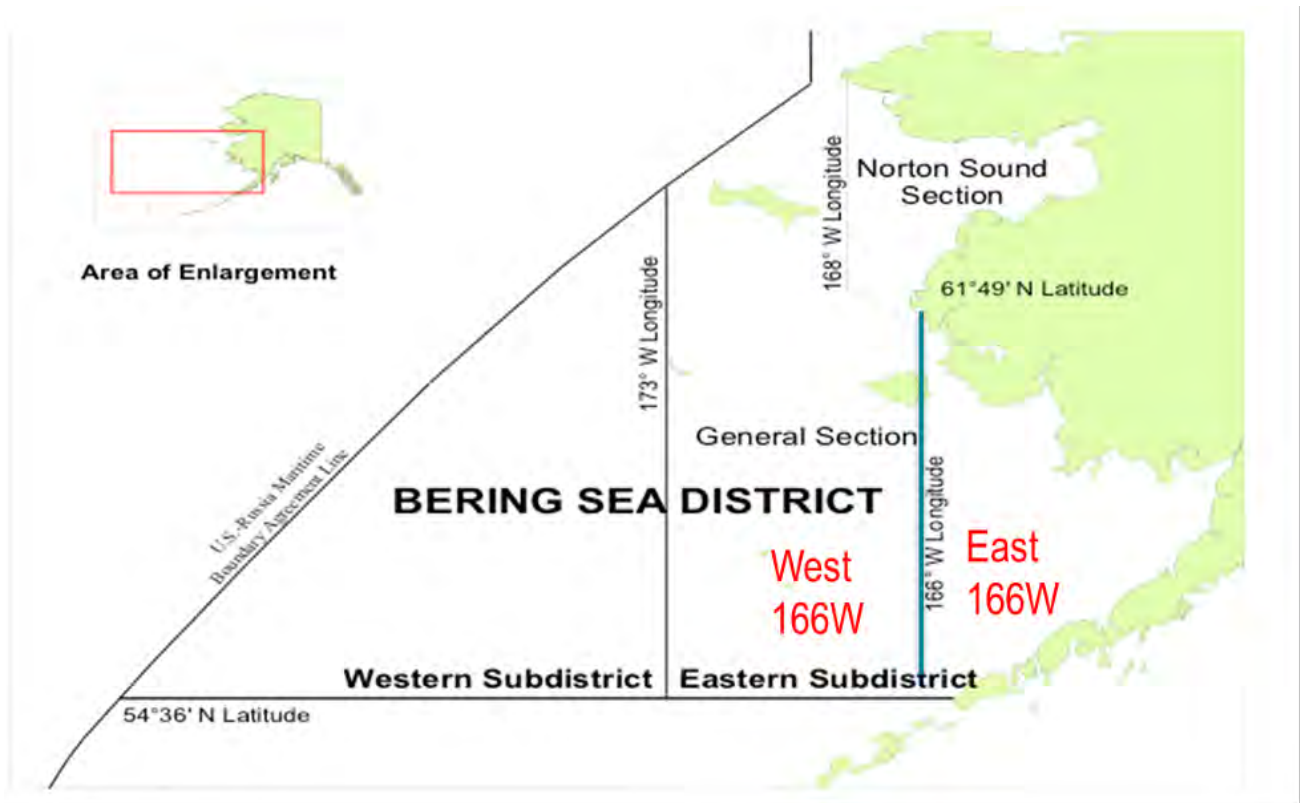 Norton Sound
Section
168° W Longitude
Area of Enlargement
61°49' N Latitude
173° W Longitude
General Section
U.S.-Russia Maritime
Boundary Agreement Line
BERING SEA DISTRICT
166° W Longitude
West
166W
East
166W
Western Subdistrict
Eastern Subdistrict
54°36' N Latitude